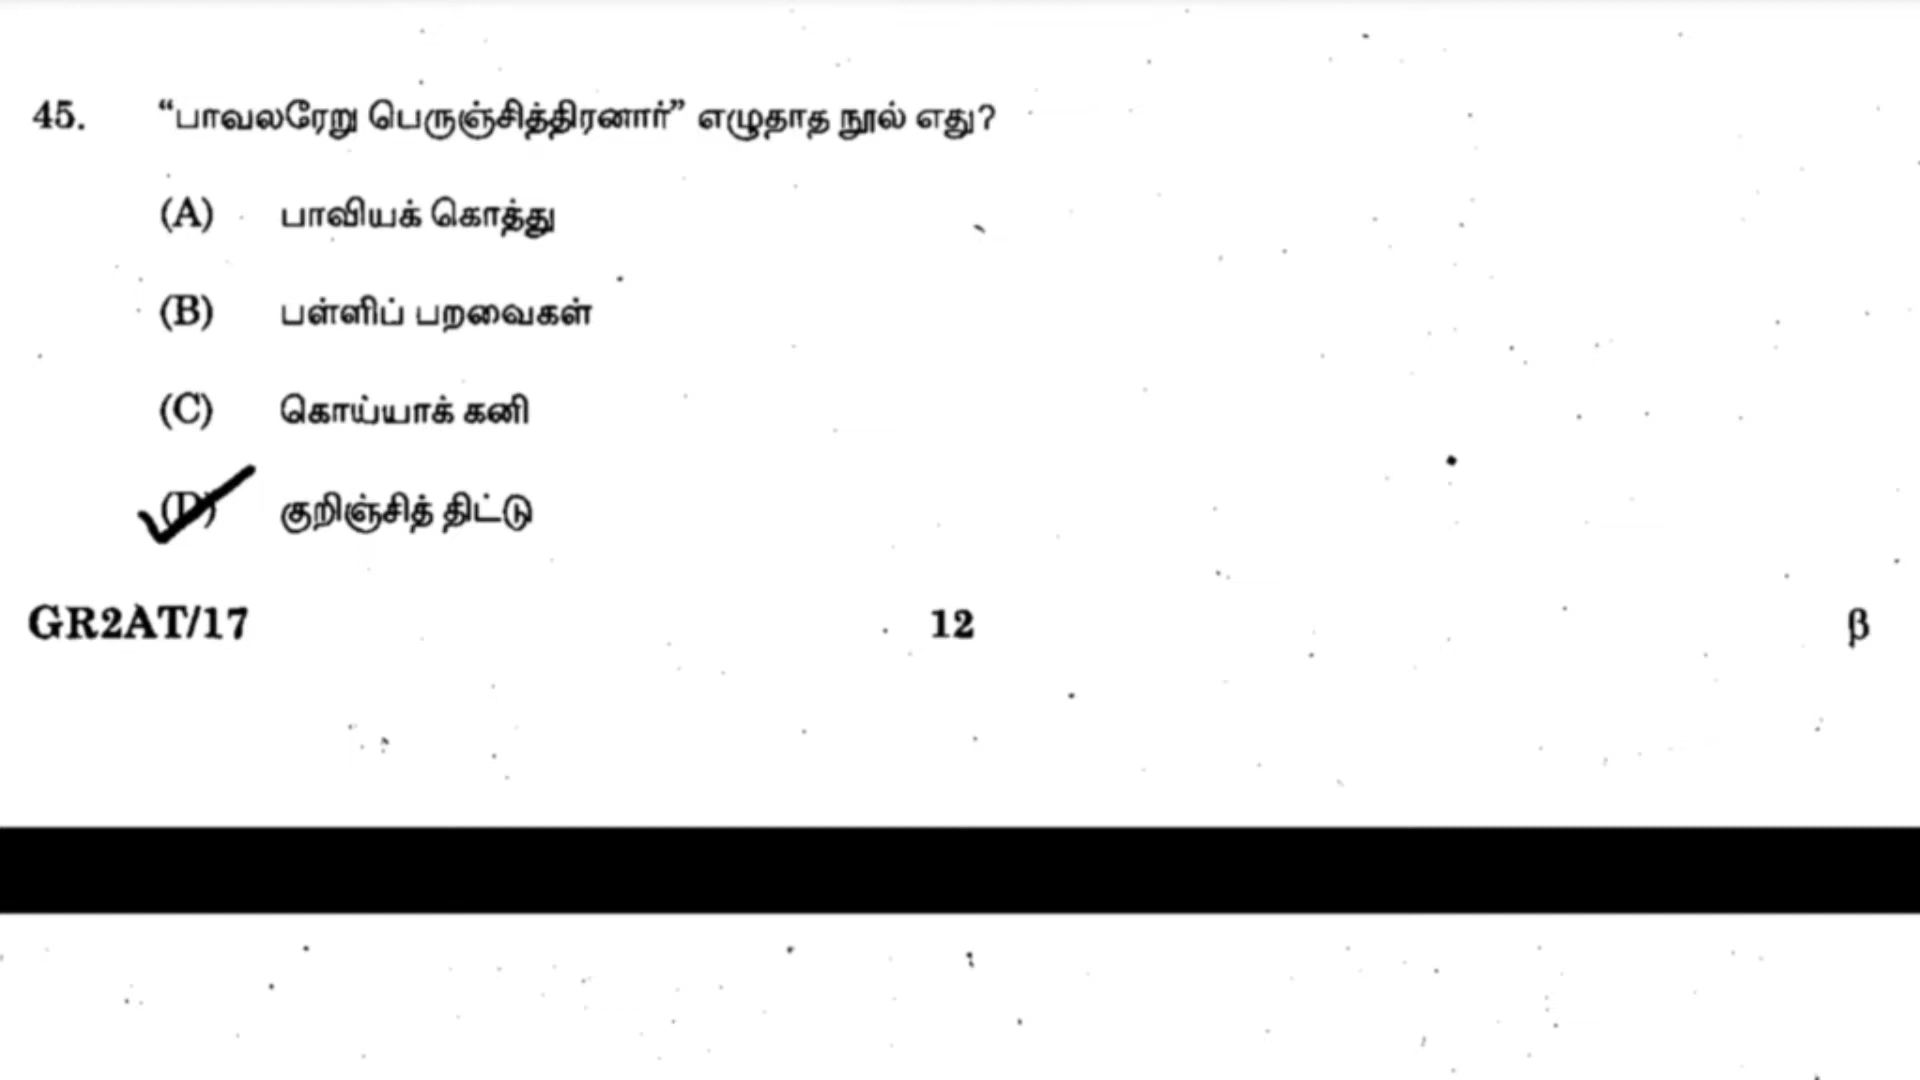 45. “பாவலரேறு பெருஞ்சித்திரனார்” எழுதாத நூல் எது?
(A) பாவியக் கொத்து
(B) பள்ளிப் பறவைகள்
(C) கொய்யாக் கனி
(D) குறிஞ்சித் திட்டு
GR2AT/17 12 β